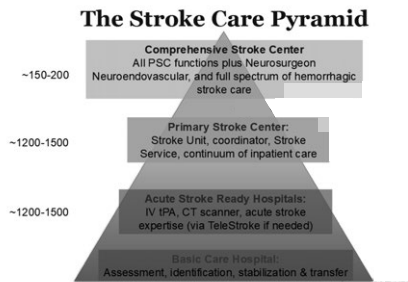 The Stroke Care Pyramid
Comprehensive Stroke Center
All PSC functions plus Neurosurgeon
Neuroendovascular, and full spectrum of hemorrhagic
stroke care
~150-200
Primary Stroke Center:
Stroke Unit, coordinator, Stroke
Service, continuum of inpatient care
~1200-1500
Acute Stroke Ready Hospitals:
IV tPA, CT scanner, acute stroke
expertise (via TeleStroke if needed)
~1200-1500
Basic Care Hospital:
Assessment, identification, stabilization & transfer